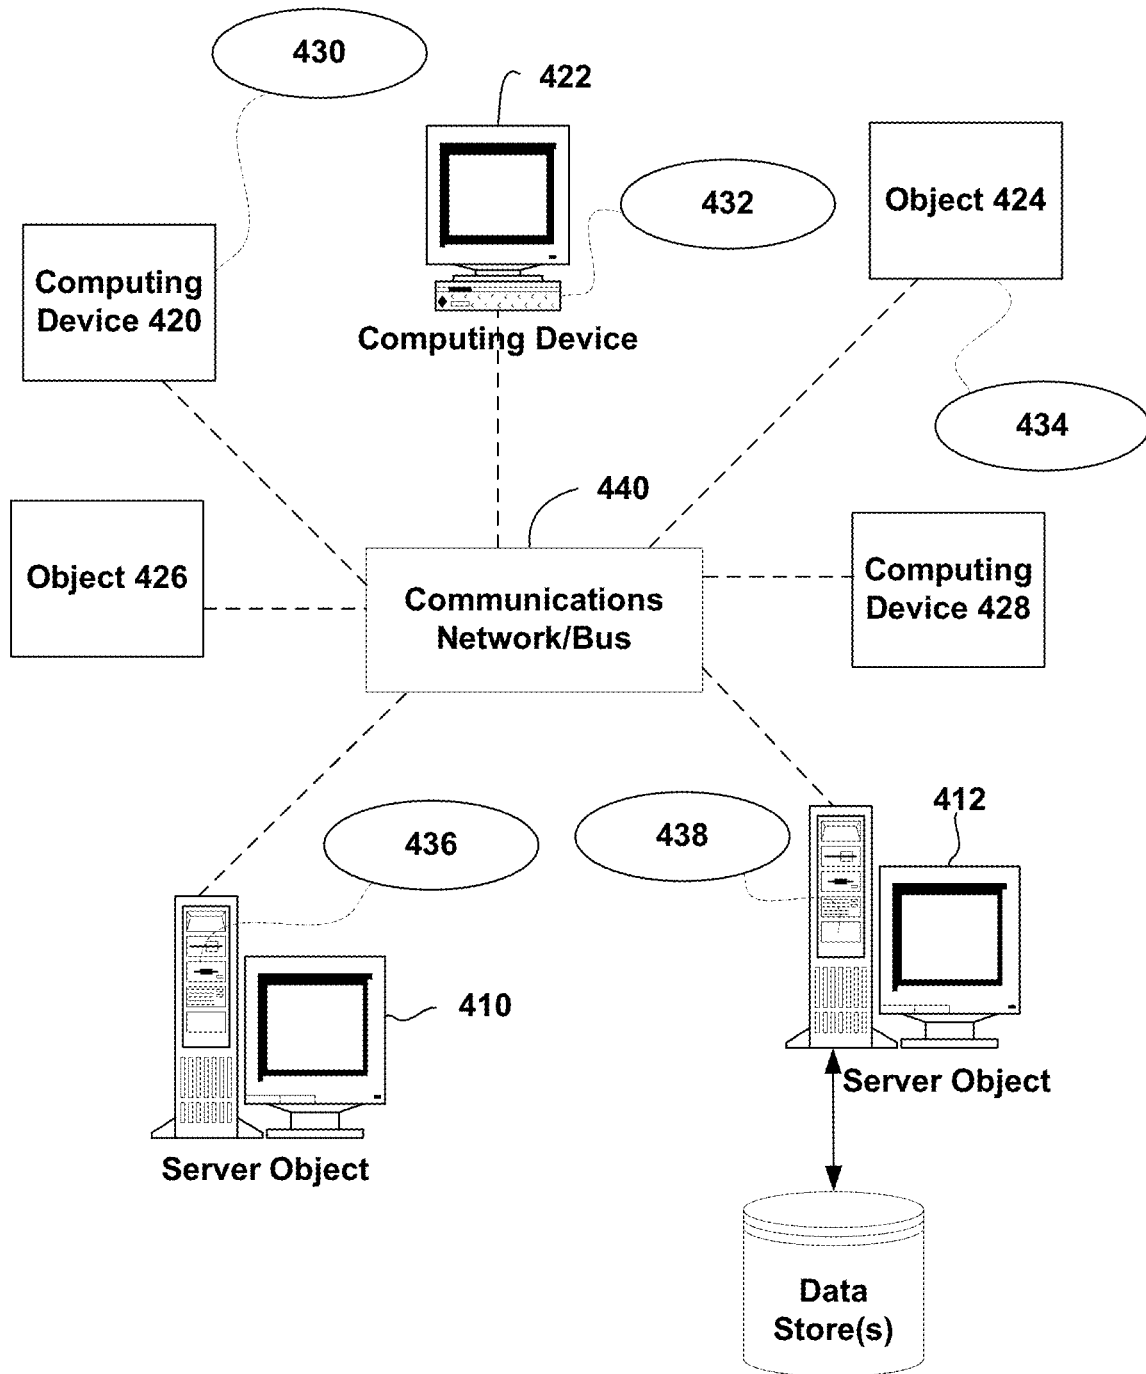 430
422
432
Object 424
Computing
Device 420
Computing Device
434
440
Object 426
Communications
Network/Bus
Computing
Device 428
436
438
412
410
Server Object
Server Object
Data
Store(s)